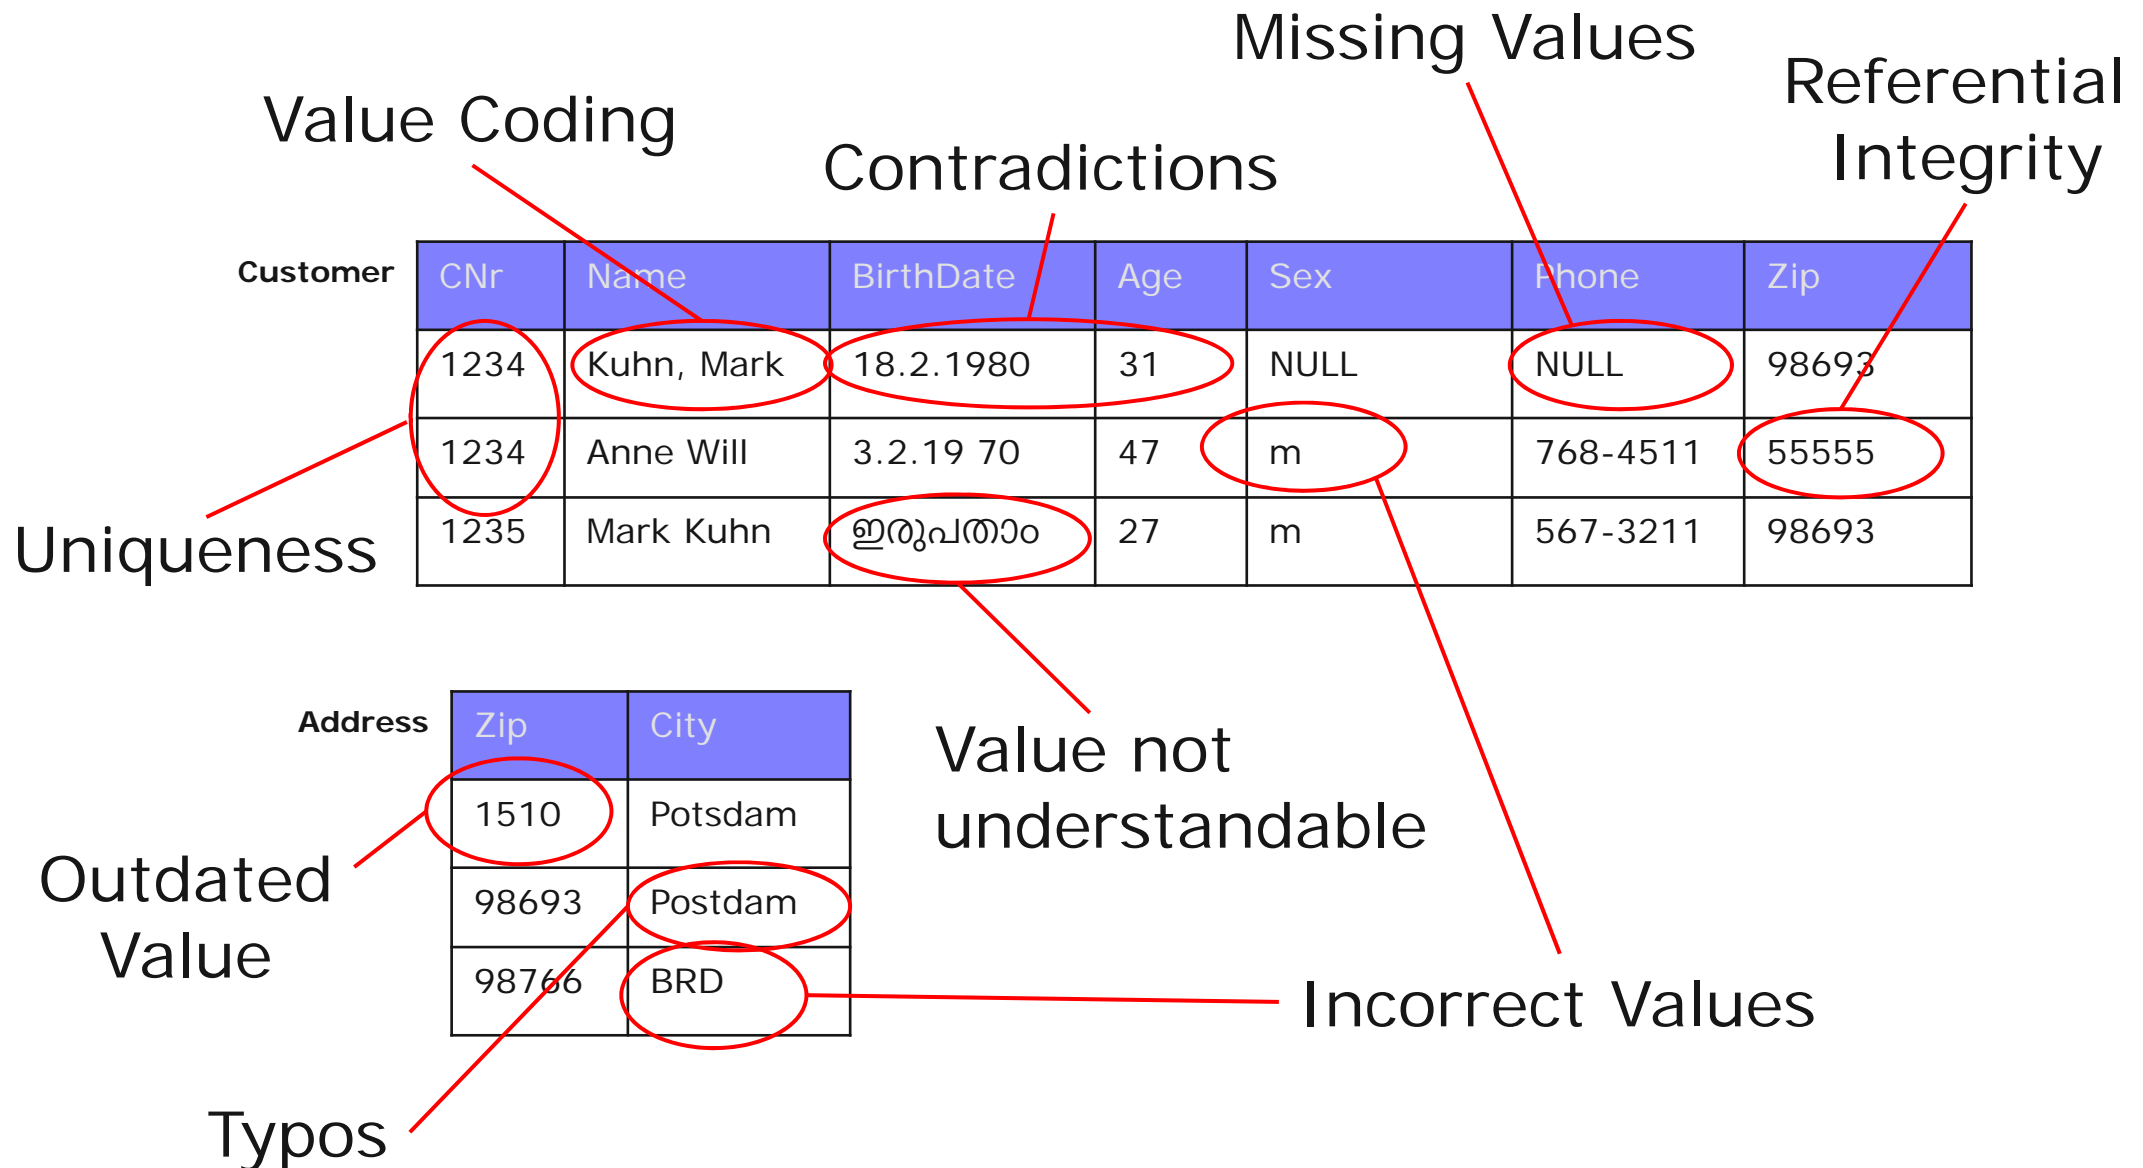 Missing Values
Referential
Integrity
Value Coding
Contradictions
Customer CNr Name BirthDate Age Sex Phone Zip
1234 Kuhn, Mark 18.2.1980 31 NULL NULL 98693
1234 Anne Will 3.2.19 70 47 m 768-4511 55555
1235 Mark Kuhn ഇരുപതാം 27 m 567-3211 98693
Uniqueness
Address Zip City
1510 Potsdam
98693 Postdam
98766 BRD
Value not
understandable
Outdated
Value
Incorrect Values
Typos